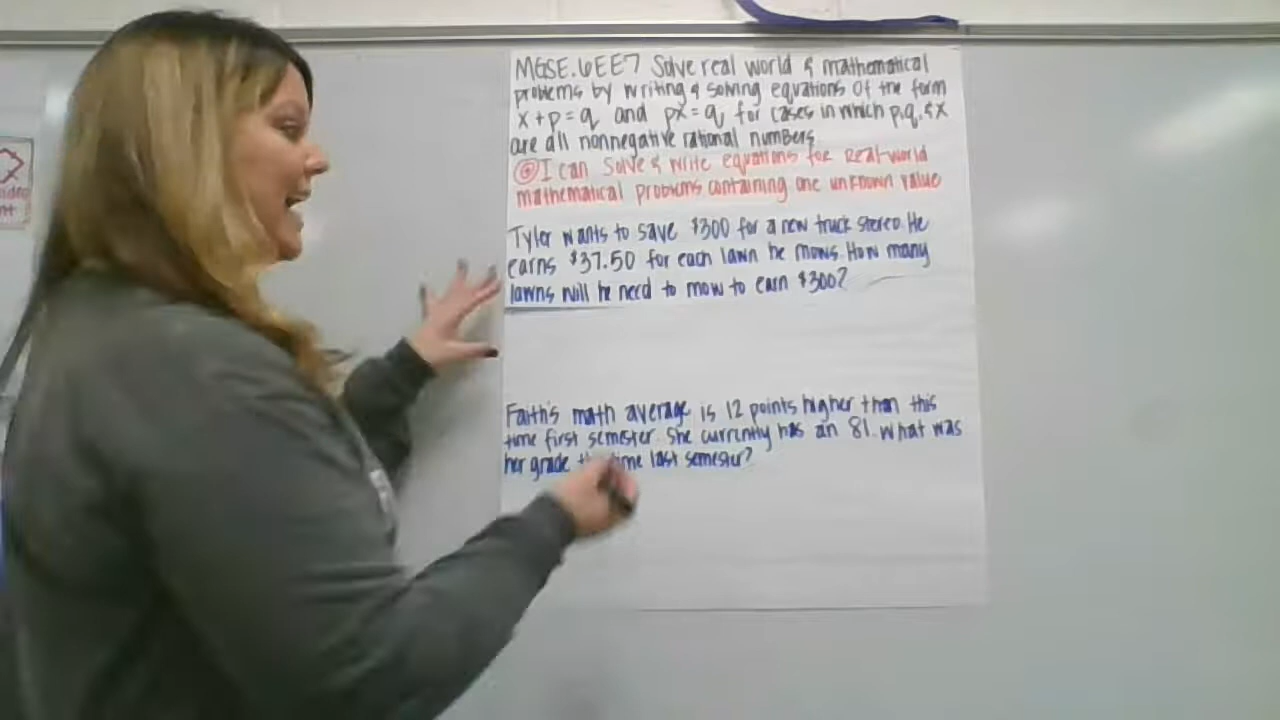 MGSE.6EE7 Solve real world & mathematical
problems by writing & solving equations of the form
x + p = q and px = q for cases in which p, q, & x
are all nonnegative rational numbers.
I can solve & write equations for real-world
mathematical problems containing one unknown value
Tyler wants to save $300 for a new truck stereo. He
earns $37.50 for each lawn he mows. How many
lawns will he need to mow to earn $300?
Faith's math average is 12 points higher than this
time first semester. She currently has an 81. What was
her grade time last semester?